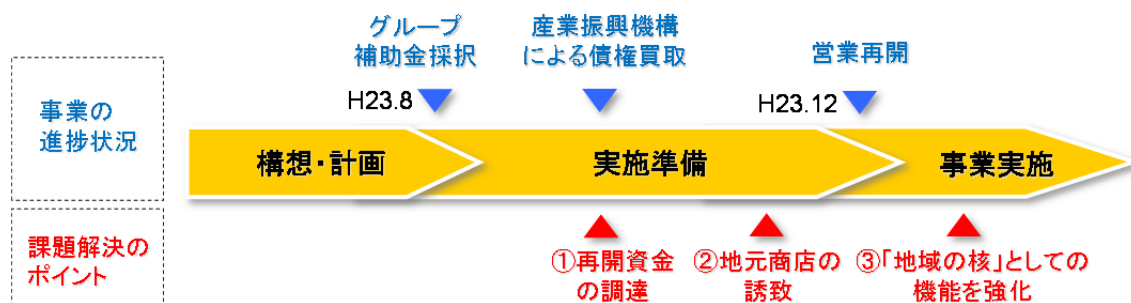 グループ
補助金採択
産業振興機構
による債権買取
営業再開
H23.8
H23.12
事業の
進捗状況
構想・計画
実施準備
事業実施
課題解決の
ポイント
①再開資金
の調達
②地元商店の
誘致
③「地域の核」としての
機能を強化